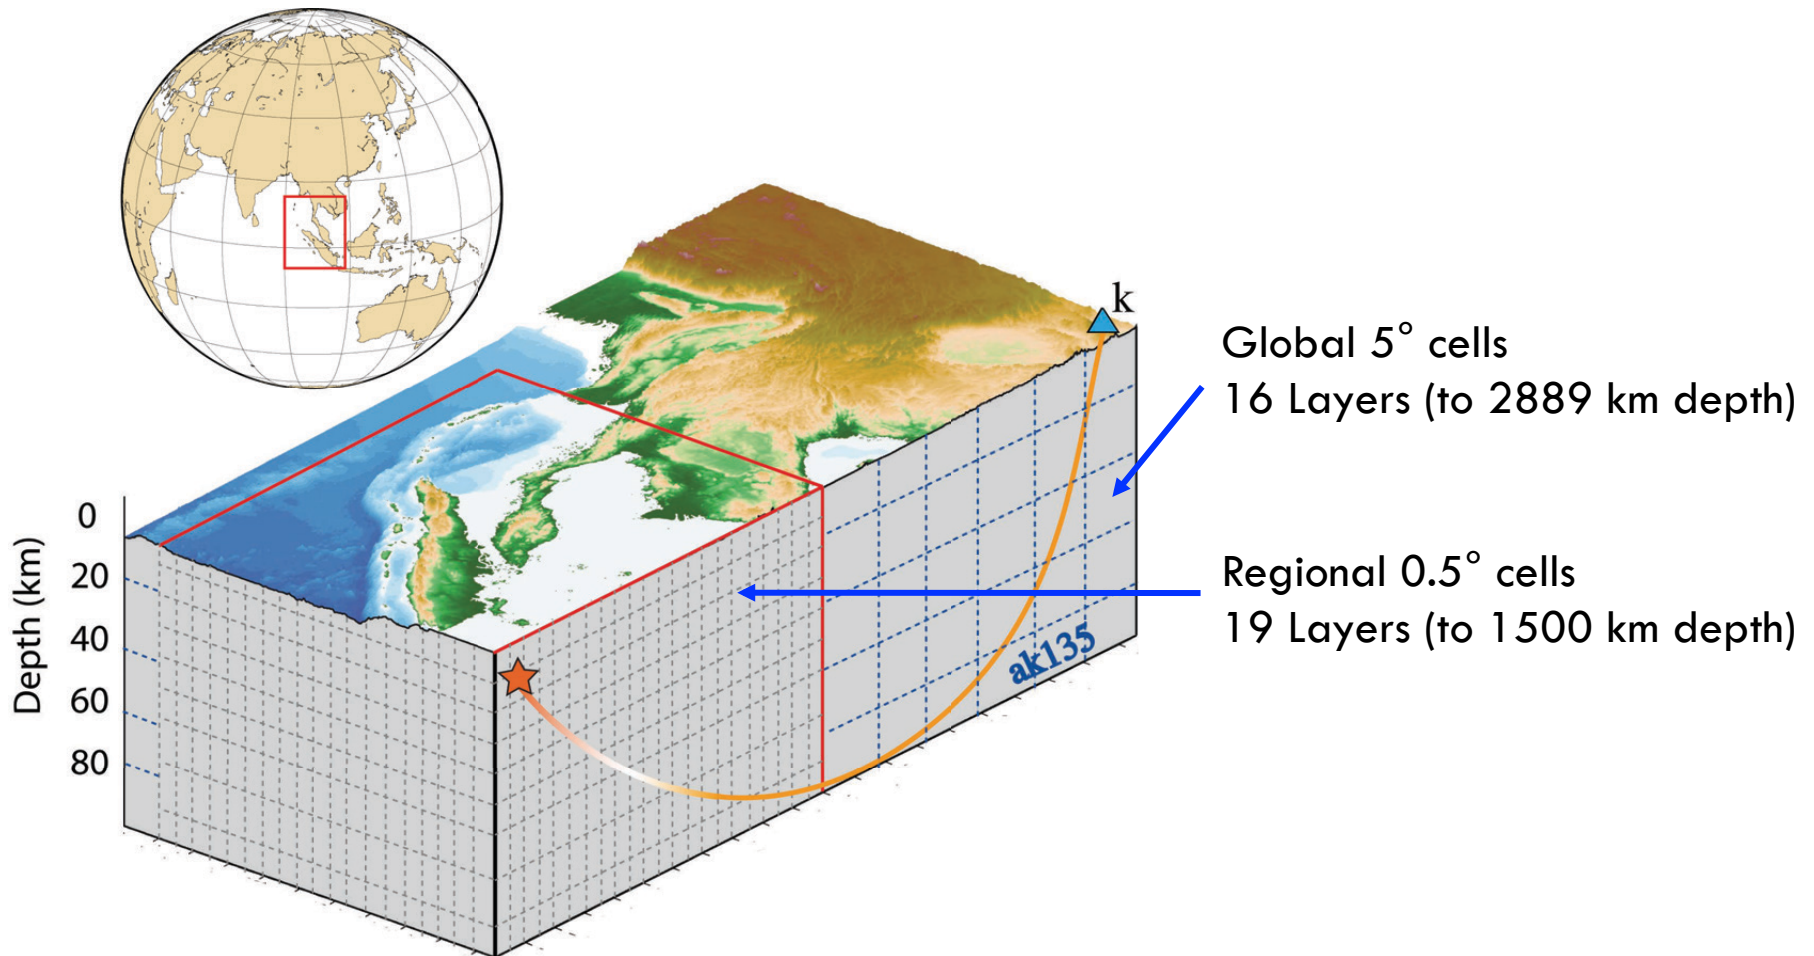 k
Global 5° cells
16 Layers (to 2889 km depth)
Regional 0.5° cells
19 Layers (to 1500 km depth)
0
20
40
60
80
Depth (km)
ak135